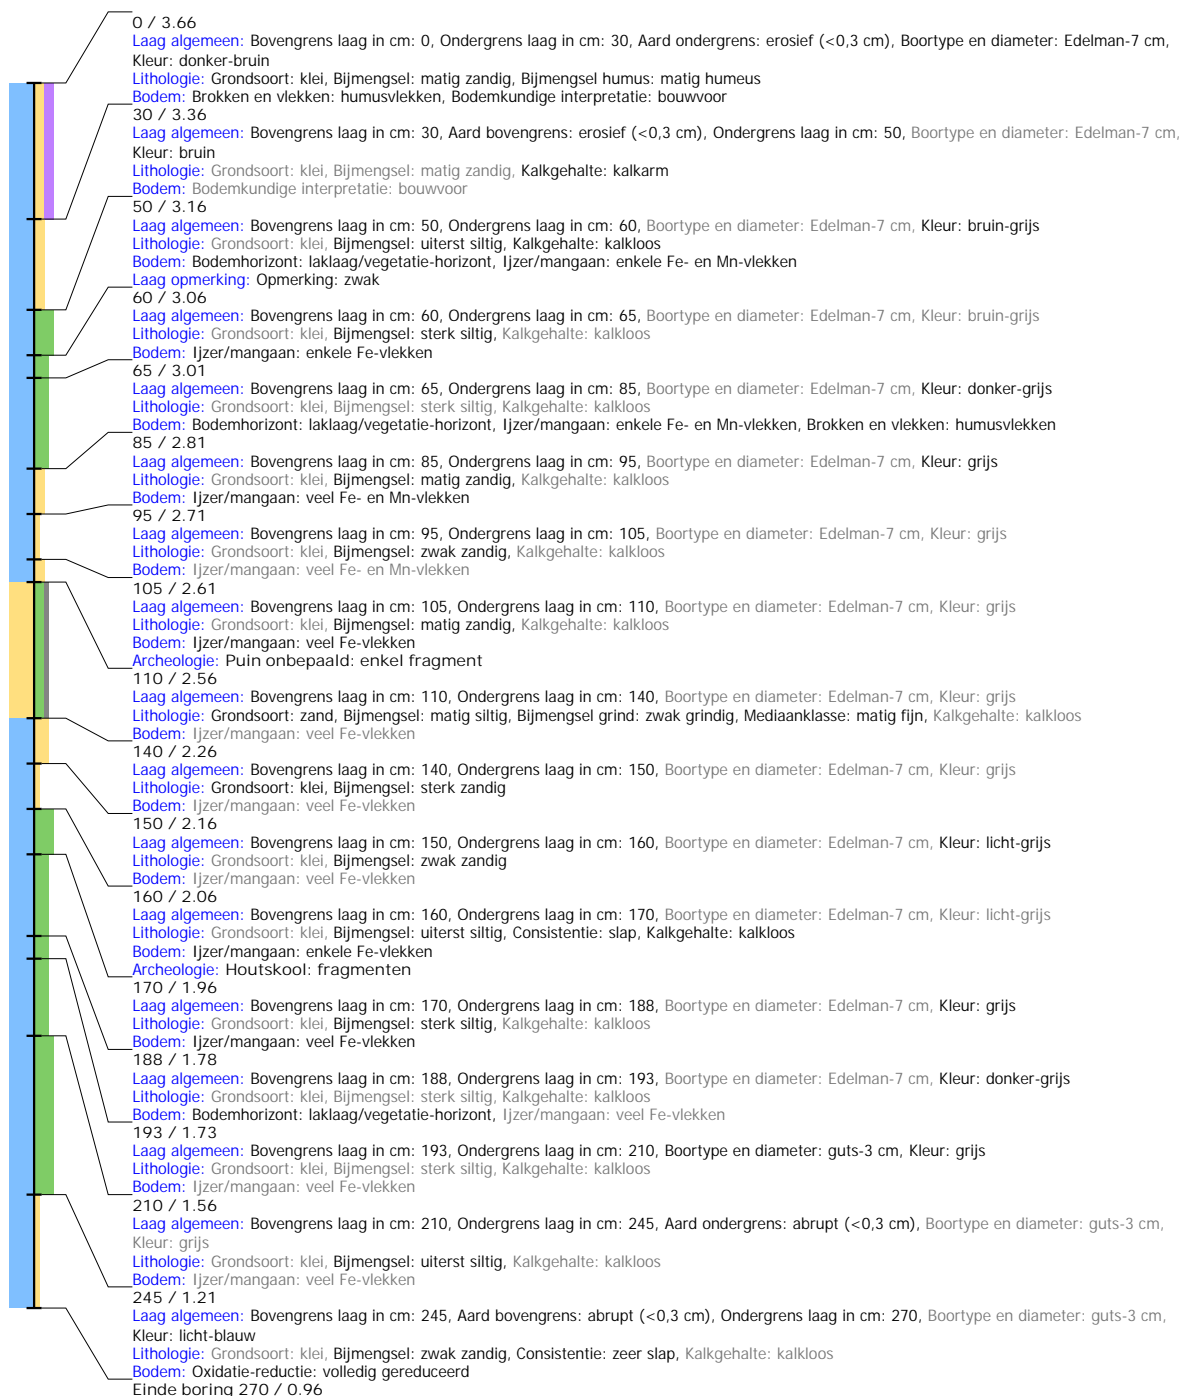 0 / 3.66
Laag algemeen: Bovengrens laag in cm: 0, Ondergrens laag in cm: 30, Aard ondergrens: erosief (<0,3 cm), Boortype en diameter: Edelman-7 cm,
Kleur: donker-bruin
Lithologie: Grondsoort: klei, Bijmengsel: matig zandig, Bijmengsel humus: matig humeus
Bodem: Brokken en vlekken: humusvlekken, Bodemkundige interpretatie: bouwvoor
30 / 3.36
Laag algemeen: Bovengrens laag in cm: 30, Aard bovengrens: erosief (<0,3 cm), Ondergrens laag in cm: 50, Boortype en diameter: Edelman-7 cm,
Kleur: bruin
Lithologie: Grondsoort: klei, Bijmengsel: matig zandig, Kalkgehalte: kalkarm
Bodem: Bodemkundige interpretatie: bouwvoor
50 / 3.16
Laag algemeen: Bovengrens laag in cm: 50, Ondergrens laag in cm: 60, Boortype en diameter: Edelman-7 cm, Kleur: bruin-grijs
Lithologie: Grondsoort: klei, Bijmengsel: uiterst siltig, Kalkgehalte: kalkloos
Bodem: Bodemhorizont: laklaag/vegetatie-horizont, Ijzer/mangaan: enkele Fe- en Mn-vlekken
Laag opmerking: Opmerking: zwak
60 / 3.06
Laag algemeen: Bovengrens laag in cm: 60, Ondergrens laag in cm: 65, Boortype en diameter: Edelman-7 cm, Kleur: bruin-grijs
Lithologie: Grondsoort: klei, Bijmengsel: sterk siltig, Kalkgehalte: kalkloos
Bodem: Ijzer/mangaan: enkele Fe-vlekken
65 / 3.01
Laag algemeen: Bovengrens laag in cm: 65, Ondergrens laag in cm: 85, Boortype en diameter: Edelman-7 cm, Kleur: donker-grijs
Lithologie: Grondsoort: klei, Bijmengsel: sterk siltig, Kalkgehalte: kalkloos
Bodem: Bodemhorizont: laklaag/vegetatie-horizont, Ijzer/mangaan: enkele Fe- en Mn-vlekken, Brokken en vlekken: humusvlekken
85 / 2.81
Laag algemeen: Bovengrens laag in cm: 85, Ondergrens laag in cm: 95, Boortype en diameter: Edelman-7 cm, Kleur: grijs
Lithologie: Grondsoort: klei, Bijmengsel: matig zandig, Kalkgehalte: kalkloos
Bodem: Ijzer/mangaan: veel Fe- en Mn-vlekken
95 / 2.71
Laag algemeen: Bovengrens laag in cm: 95, Ondergrens laag in cm: 105, Boortype en diameter: Edelman-7 cm, Kleur: grijs
Lithologie: Grondsoort: klei, Bijmengsel: zwak zandig, Kalkgehalte: kalkloos
Bodem: Ijzer/mangaan: veel Fe- en Mn-vlekken
105 / 2.61
Laag algemeen: Bovengrens laag in cm: 105, Ondergrens laag in cm: 110, Boortype en diameter: Edelman-7 cm, Kleur: grijs
Lithologie: Grondsoort: klei, Bijmengsel: matig zandig, Kalkgehalte: kalkloos
Bodem: Ijzer/mangaan: veel Fe-vlekken
Archeologie: Puin onbepaald: enkel fragment
110 / 2.56
Laag algemeen: Bovengrens laag in cm: 110, Ondergrens laag in cm: 140, Boortype en diameter: Edelman-7 cm, Kleur: grijs
Lithologie: Grondsoort: zand, Bijmengsel: matig siltig, Bijmengsel grind: zwak grindig, Mediaanklasse: matig fijn, Kalkgehalte: kalkloos
Bodem: Ijzer/mangaan: veel Fe-vlekken
140 / 2.26
Laag algemeen: Bovengrens laag in cm: 140, Ondergrens laag in cm: 150, Boortype en diameter: Edelman-7 cm, Kleur: grijs
Lithologie: Grondsoort: klei, Bijmengsel: sterk zandig
Bodem: Ijzer/mangaan: veel Fe-vlekken
150 / 2.16
Laag algemeen: Bovengrens laag in cm: 150, Ondergrens laag in cm: 160, Boortype en diameter: Edelman-7 cm, Kleur: licht-grijs
Lithologie: Grondsoort: klei, Bijmengsel: zwak zandig
Bodem: Ijzer/mangaan: veel Fe-vlekken
160 / 2.06
Laag algemeen: Bovengrens laag in cm: 160, Ondergrens laag in cm: 170, Boortype en diameter: Edelman-7 cm, Kleur: licht-grijs
Lithologie: Grondsoort: klei, Bijmengsel: uiterst siltig, Consistentie: slap, Kalkgehalte: kalkloos
Bodem: Ijzer/mangaan: enkele Fe-vlekken
Archeologie: Houtskool: fragmenten
170 / 1.96
Laag algemeen: Bovengrens laag in cm: 170, Ondergrens laag in cm: 188, Boortype en diameter: Edelman-7 cm, Kleur: grijs
Lithologie: Grondsoort: klei, Bijmengsel: sterk siltig, Kalkgehalte: kalkloos
Bodem: Ijzer/mangaan: veel Fe-vlekken
188 / 1.78
Laag algemeen: Bovengrens laag in cm: 188, Ondergrens laag in cm: 193, Boortype en diameter: Edelman-7 cm, Kleur: donker-grijs
Lithologie: Grondsoort: klei, Bijmengsel: sterk siltig, Kalkgehalte: kalkloos
Bodem: Bodemhorizont: laklaag/vegetatie-horizont, Ijzer/mangaan: veel Fe-vlekken
193 / 1.73
Laag algemeen: Bovengrens laag in cm: 193, Ondergrens laag in cm: 210, Boortype en diameter: guts-3 cm, Kleur: grijs
Lithologie: Grondsoort: klei, Bijmengsel: sterk siltig, Kalkgehalte: kalkloos
Bodem: Ijzer/mangaan: veel Fe-vlekken
210 / 1.56
Laag algemeen: Bovengrens laag in cm: 210, Ondergrens laag in cm: 245, Aard ondergrens: abrupt (<0,3 cm), Boortype en diameter: guts-3 cm,
Kleur: grijs
Lithologie: Grondsoort: klei, Bijmengsel: uiterst siltig, Kalkgehalte: kalkloos
Bodem: Ijzer/mangaan: veel Fe-vlekken
245 / 1.21
Laag algemeen: Bovengrens laag in cm: 245, Aard bovengrens: abrupt (<0,3 cm), Ondergrens laag in cm: 270, Boortype en diameter: guts-3 cm,
Kleur: licht-blauw
Lithologie: Grondsoort: klei, Bijmengsel: zwak zandig, Consistentie: zeer slap, Kalkgehalte: kalkloos
Bodem: Oxidatie-reductie: volledig gereduceerd
Einde boring 270 / 0.96